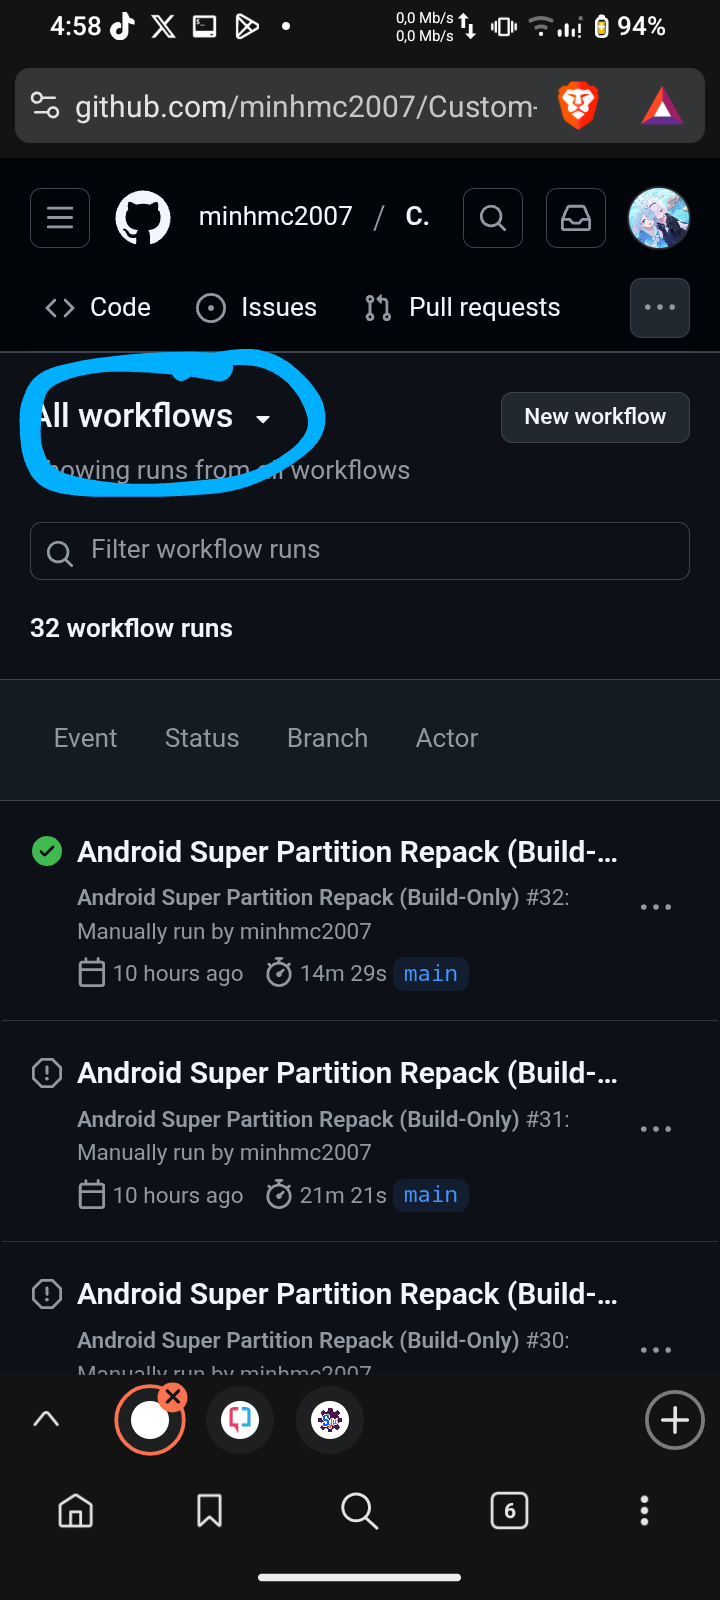 4:58
0,0 Mb/s
0,0 Mb/s
94%
github.com/minhmc2007/Custom-
minhmc2007 / C.
Code Issues Pull requests
All workflows
New workflow
Showing runs from all workflows
Filter workflow runs
32 workflow runs
Event Status Branch Actor
Android Super Partition Repack (Build-...
Android Super Partition Repack (Build-Only) #32:
Manually run by minhmc2007
10 hours ago 14m 29s main
Android Super Partition Repack (Build-...
Android Super Partition Repack (Build-Only) #31:
Manually run by minhmc2007
10 hours ago 21m 21s main
Android Super Partition Repack (Build-...
Android Super Partition Repack (Build-Only) #30:
Manually run by minhmc2007
6